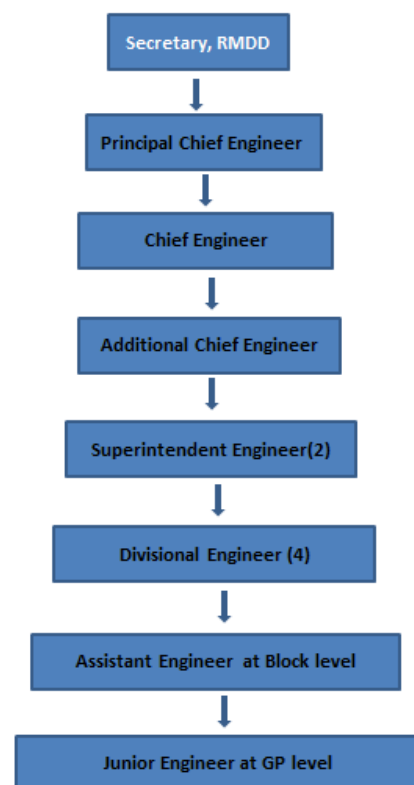 Secretary, RMDD
Principal Chief Engineer
Chief Engineer
Additional Chief Engineer
Superintendent Engineer(2)
Divisional Engineer (4)
Assistant Engineer at Block level
Junior Engineer at GP level